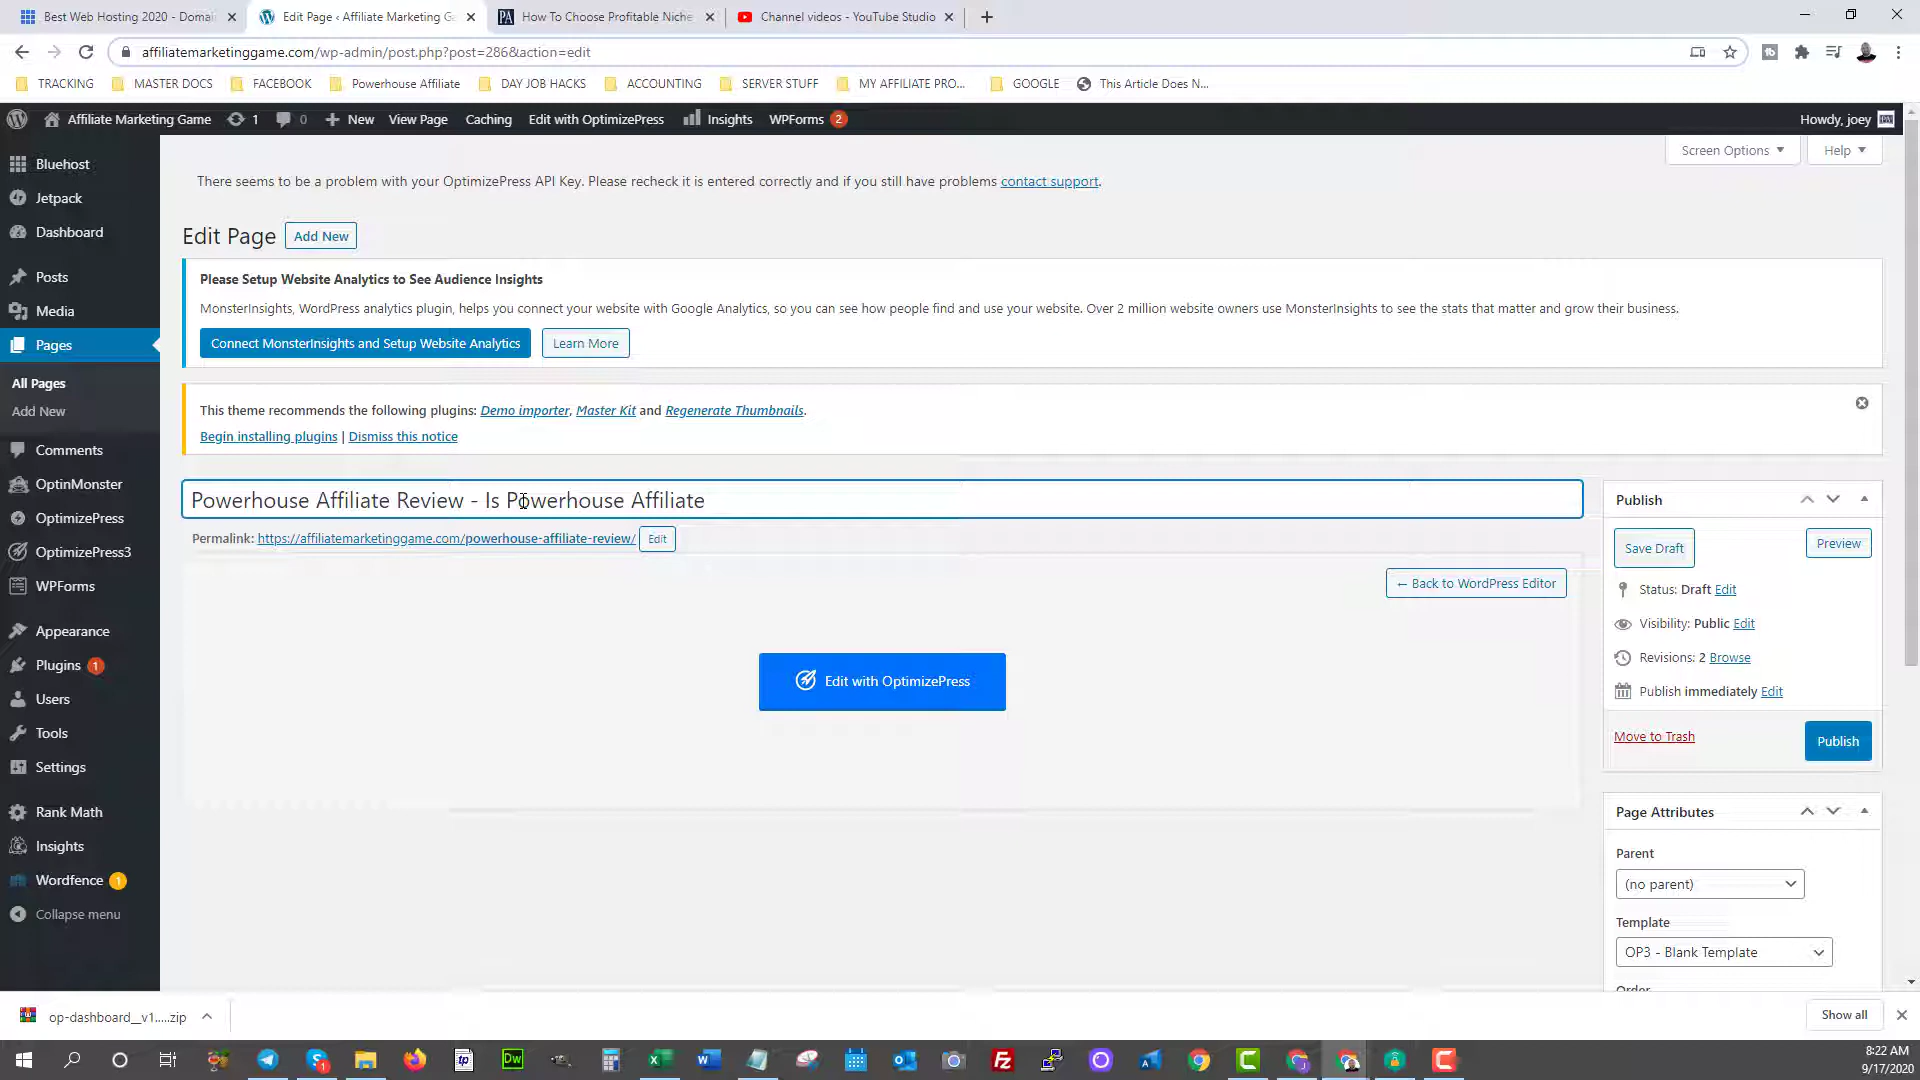 Best Web Hosting 2020 - Domai
Edit Page ‹ Affiliate Marketing Ga
How To Choose Profitable Niche
Channel videos - YouTube Studio
affiliatemarketinggame.com/wp-admin/post.php?post=286&action=edit
TRACKING
MASTER DOCS
FACEBOOK
Powerhouse Affiliate
DAY JOB HACKS
ACCOUNTING
SERVER STUFF
MY AFFILIATE PRO...
GOOGLE
This Article Does N...
Affiliate Marketing Game
1
0
New
View Page
Caching
Edit with OptimizePress
Insights
WPForms 2
Howdy, joey
Bluehost
Jetpack
Dashboard
Posts
Media
Pages
All Pages
Add New
Comments
OptinMonster
OptimizePress
OptimizePress3
WPForms
Appearance
Plugins 1
Users
Tools
Settings
Rank Math
Insights
Wordfence 1
Collapse menu
Screen Options
Help
There seems to be a problem with your OptimizePress API Key. Please recheck it is entered correctly and if you still have problems contact support.
Edit Page
Add New
Please Setup Website Analytics to See Audience Insights
MonsterInsights, WordPress analytics plugin, helps you connect your website with Google Analytics, so you can see how people find and use your website. Over 2 million website owners use MonsterInsights to see the stats that matter and grow their business.
Connect MonsterInsights and Setup Website Analytics
Learn More
This theme recommends the following plugins: Demo importer, Master Kit and Regenerate Thumbnails.
Begin installing plugins | Dismiss this notice
Powerhouse Affiliate Review - Is Powerhouse Affiliate
Permalink: https://affiliatemarketinggame.com/powerhouse-affiliate-review/
Edit
← Back to WordPress Editor
Edit with OptimizePress
Publish
Save Draft
Preview
Status: Draft Edit
Visibility: Public Edit
Revisions: 2 Browse
Publish immediately Edit
Move to Trash
Publish
Page Attributes
Parent
(no parent)
Template
OP3 - Blank Template
Order
op-dashboard__v1.....zip
Show all
8:22 AM
9/17/2020